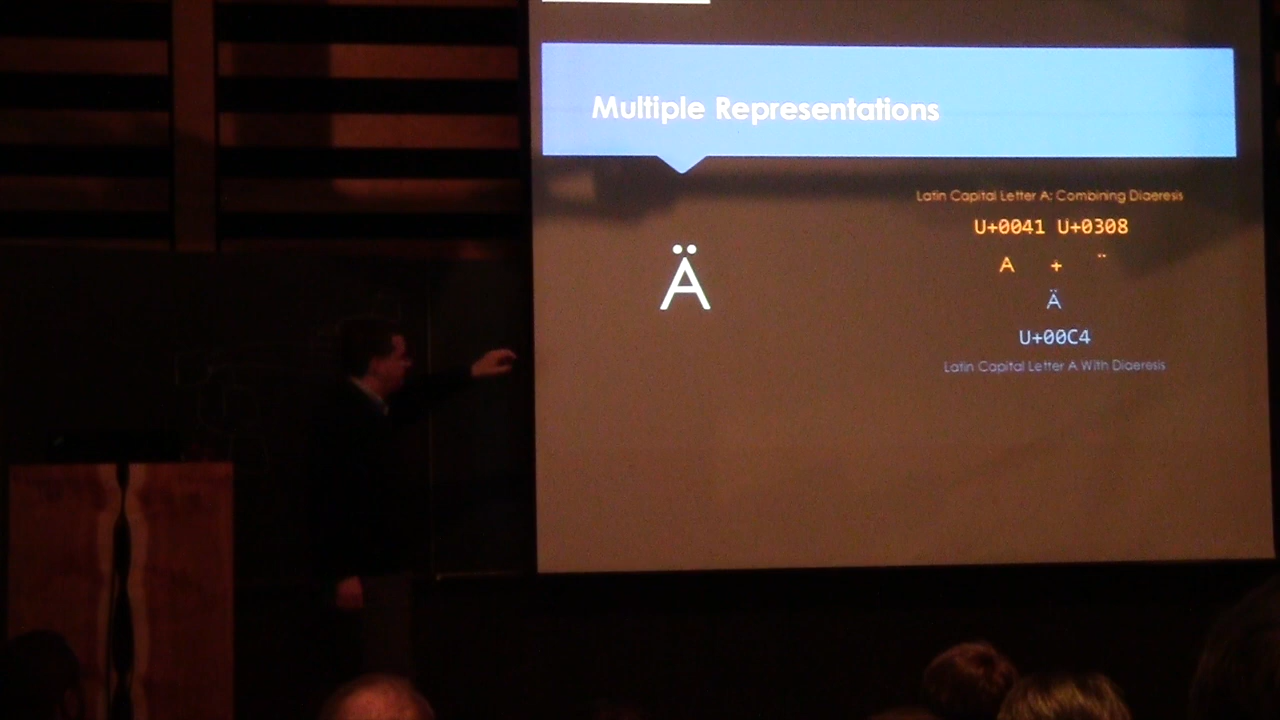 Multiple Representations
Ä
Latin Capital Letter A: Combining Diaeresis
U+0041 U+0308
A + ¨
Ä
U+00C4
Latin Capital Letter A With Diaeresis